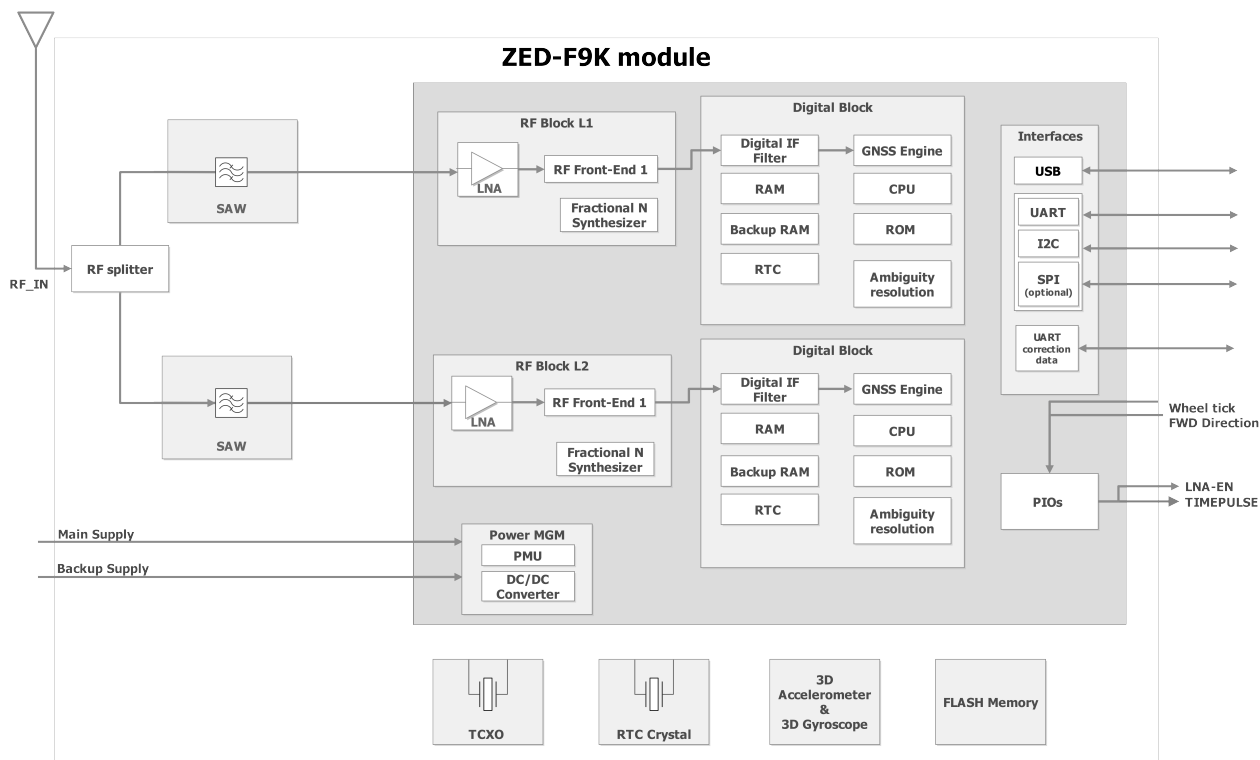 ZED-F9K module
RF_IN
RF splitter
SAW
SAW
RF Block L1
LNA
RF Front-End 1
Fractional N
Synthesizer
RF Block L2
LNA
RF Front-End 1
Fractional N
Synthesizer
Digital Block
Digital IF
Filter
GNSS Engine
RAM
CPU
Backup RAM
ROM
RTC
Ambiguity
resolution
Digital Block
Digital IF
Filter
GNSS Engine
RAM
CPU
Backup RAM
ROM
RTC
Ambiguity
resolution
Interfaces
USB
UART
I2C
SPI
(optional)
UART
correction
data
Wheel tick
FWD Direction
PIOs
LNA-EN
TIMEPULSE
Main Supply
Backup Supply
Power MGM
PMU
DC/DC
Converter
TCXO
RTC Crystal
3D
Accelerometer
&
3D Gyroscope
FLASH Memory